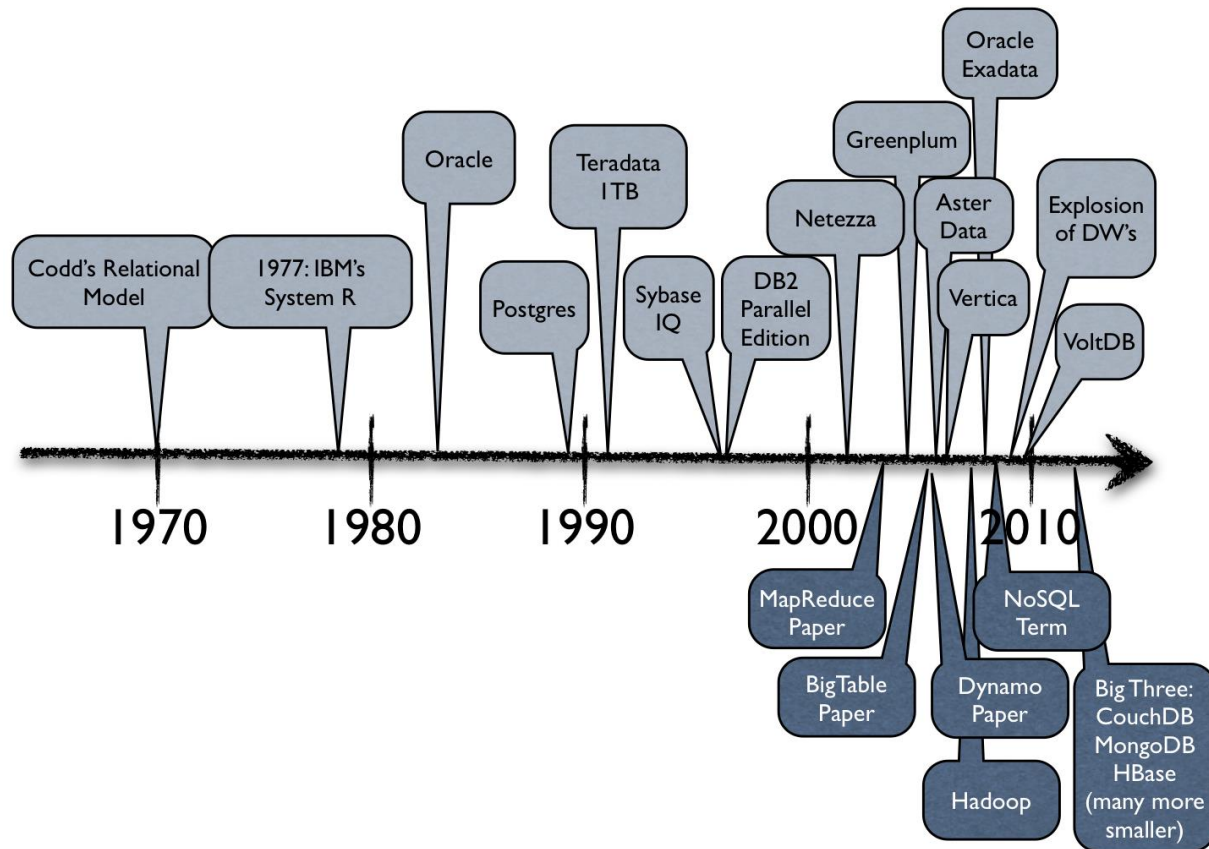 Oracle
Exadata
Greenplum
Oracle
Teradata
1TB
Netezza
Aster
Data
Explosion
of DW's
Codd's Relational
Model
1977: IBM's
System R
Postgres
Sybase
IQ
DB2
Parallel
Edition
Vertica
VoltDB
1970
1980
1990
2000
2010
MapReduce
Paper
NoSQL
Term
BigTable
Paper
Dynamo
Paper
Hadoop
Big Three:
CouchDB
MongoDB
HBase
(many more
smaller)